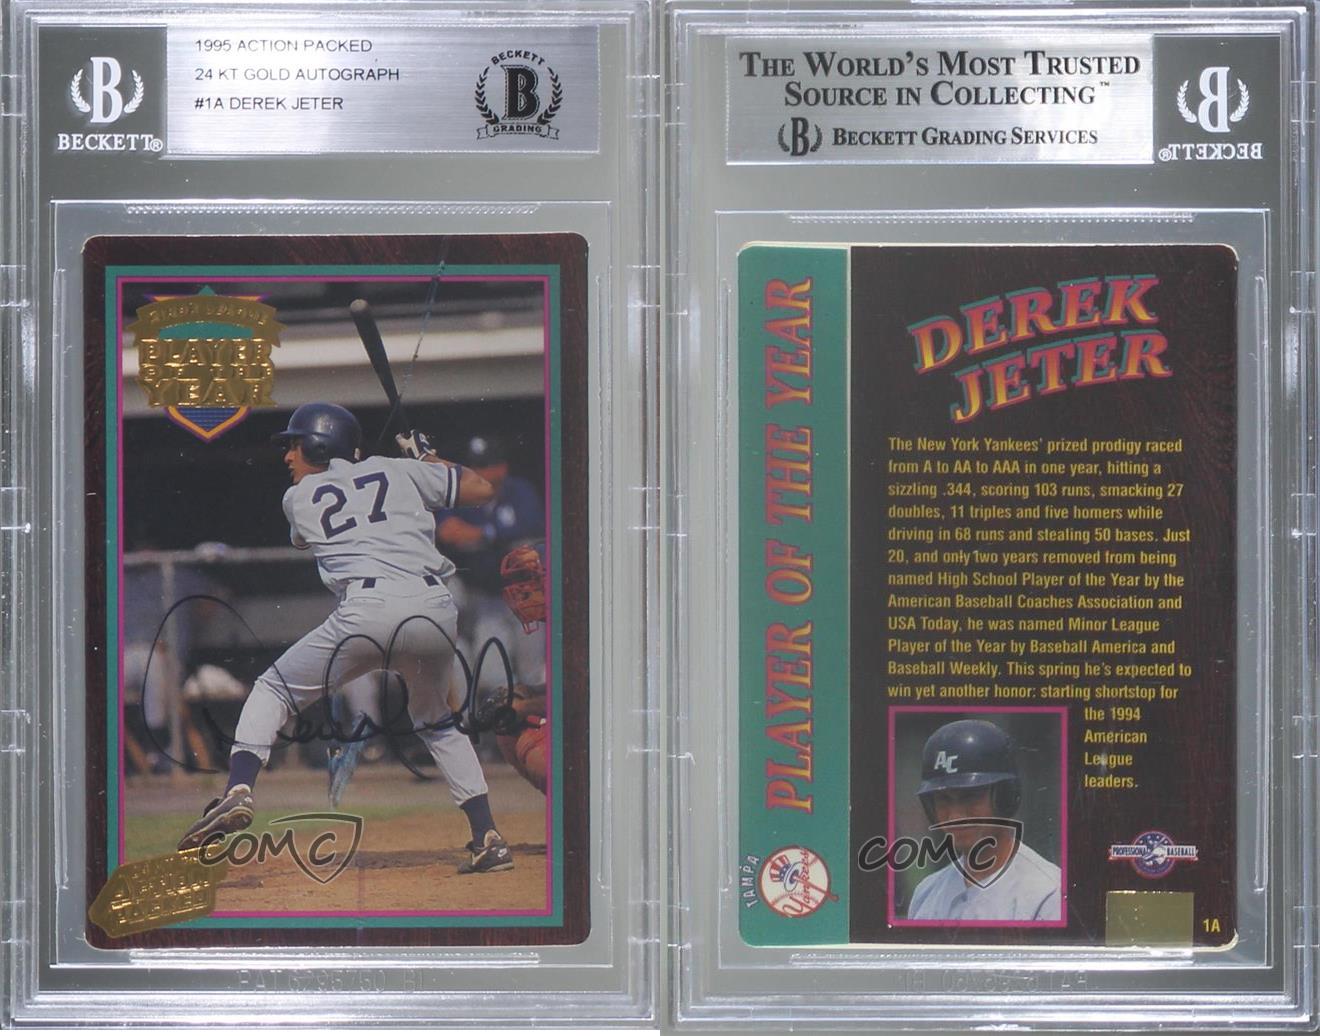 1995 ACTION PACKED
24 KT GOLD AUTOGRAPH
#1A DEREK JETER
BECKETT®
BECKETT
B
GRADING
MINOR LEAGUE
PLAYER
OF THE
YEAR
27
ACTION
PACKED
COMC
THE WORLD'S MOST TRUSTED
SOURCE IN COLLECTING™
BECKETT GRADING SERVICES
BECKETT®
PLAYER OF THE YEAR
DEREK
JETER
The New York Yankees' prized prodigy raced
from A to AA to AAA in one year, hitting a
sizzling .344, scoring 103 runs, smacking 27
doubles, 11 triples and five homers while
driving in 68 runs and stealing 50 bases. Just
20, and only two years removed from being
named High School Player of the Year by the
American Baseball Coaches Association and
USA Today, he was named Minor League
Player of the Year by Baseball America and
Baseball Weekly. This spring he's expected to
win yet another honor: starting shortstop for
the 1994
American
League
leaders.
AC
COMC
TAMPA
Yankees
PROFESSIONAL BASEBALL
1A